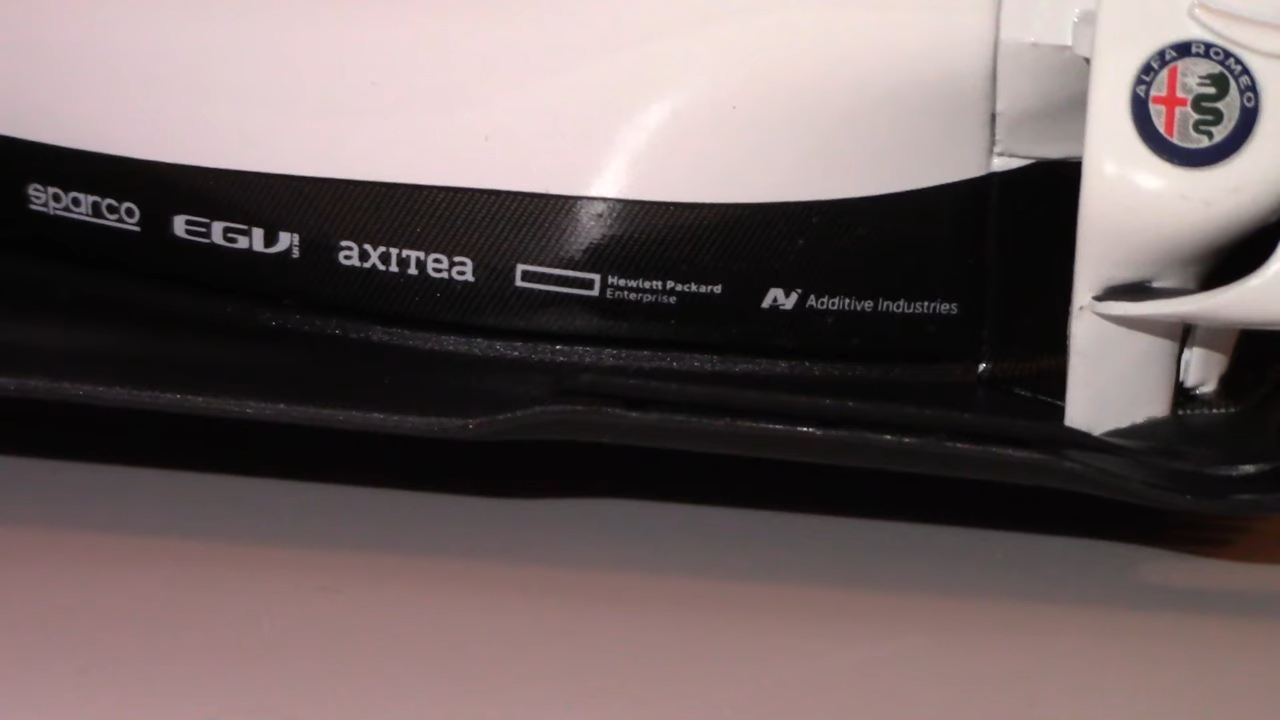 ALFA ROMEO
sparco
EGV
axitea
Hewlett Packard
Enterprise
Additive Industries